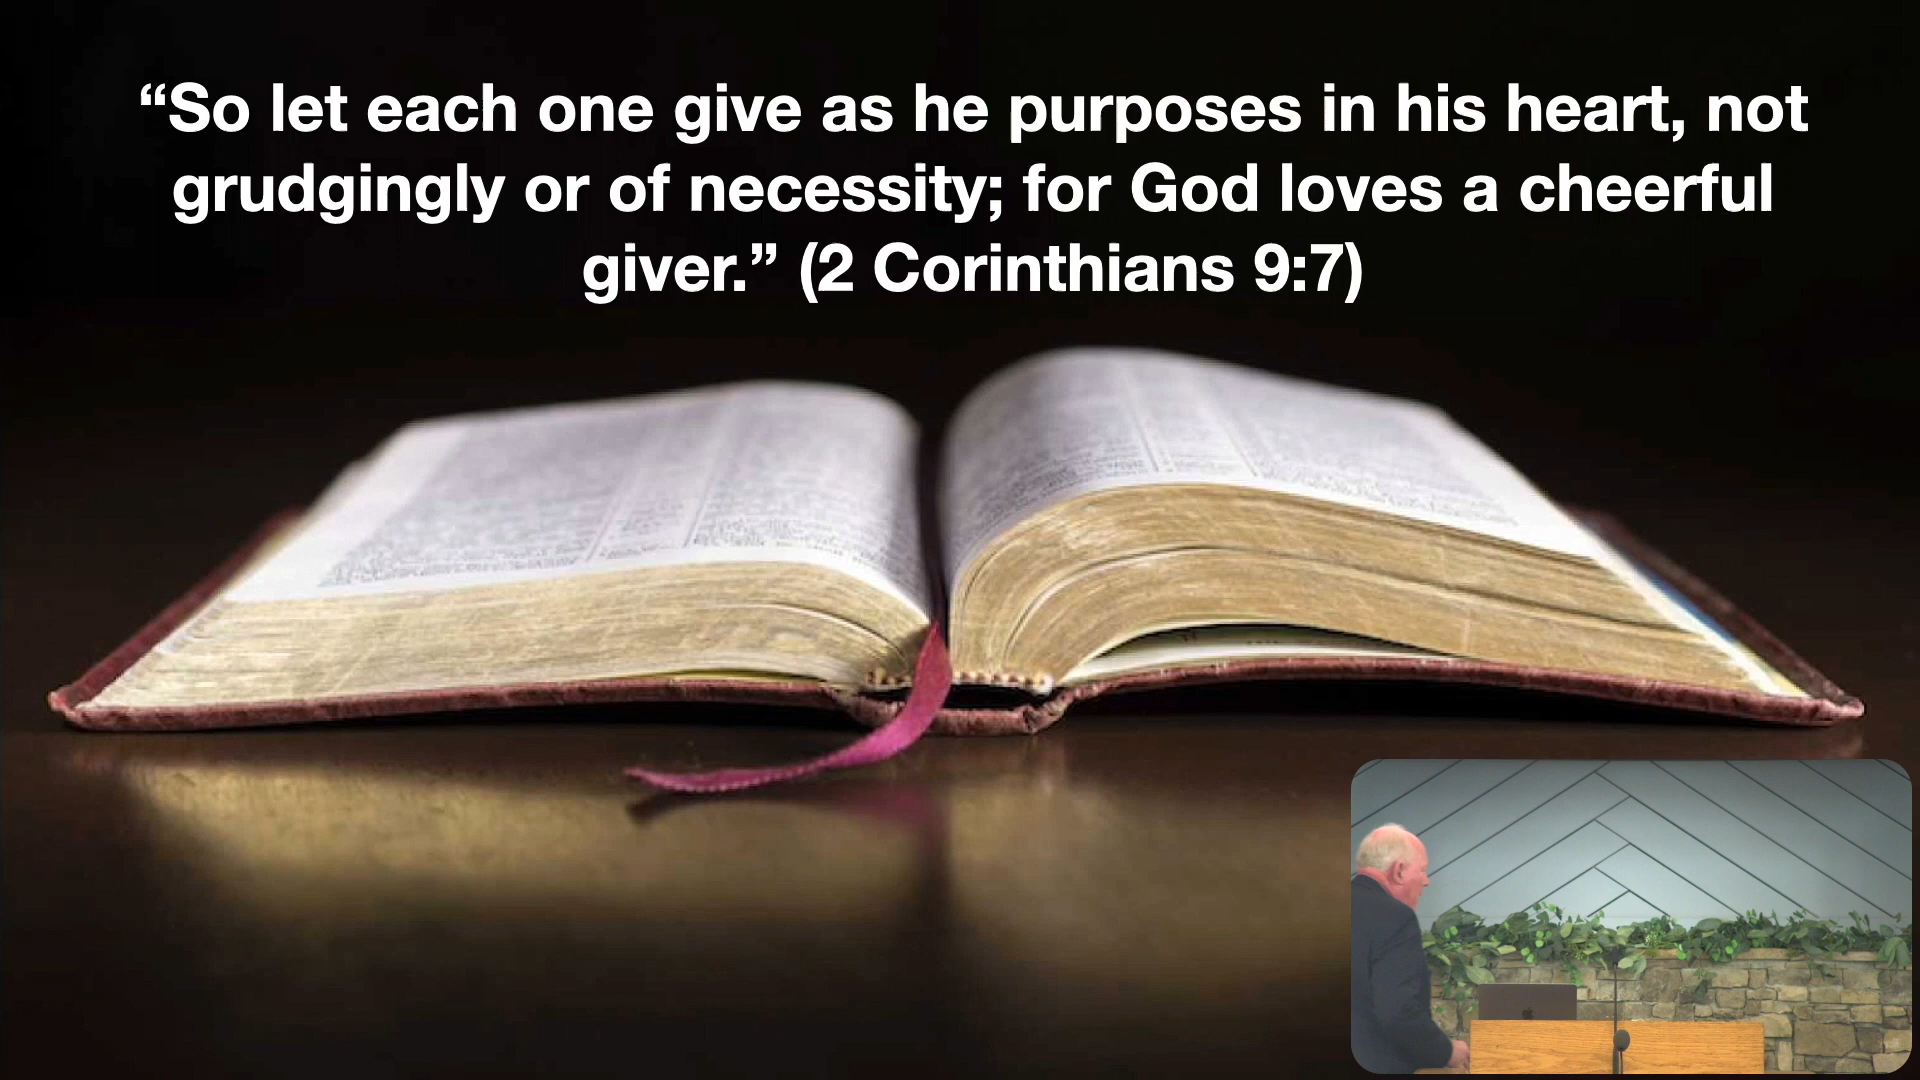 “So let each one give as he purposes in his heart, not
grudgingly or of necessity; for God loves a cheerful
giver.” (2 Corinthians 9:7)